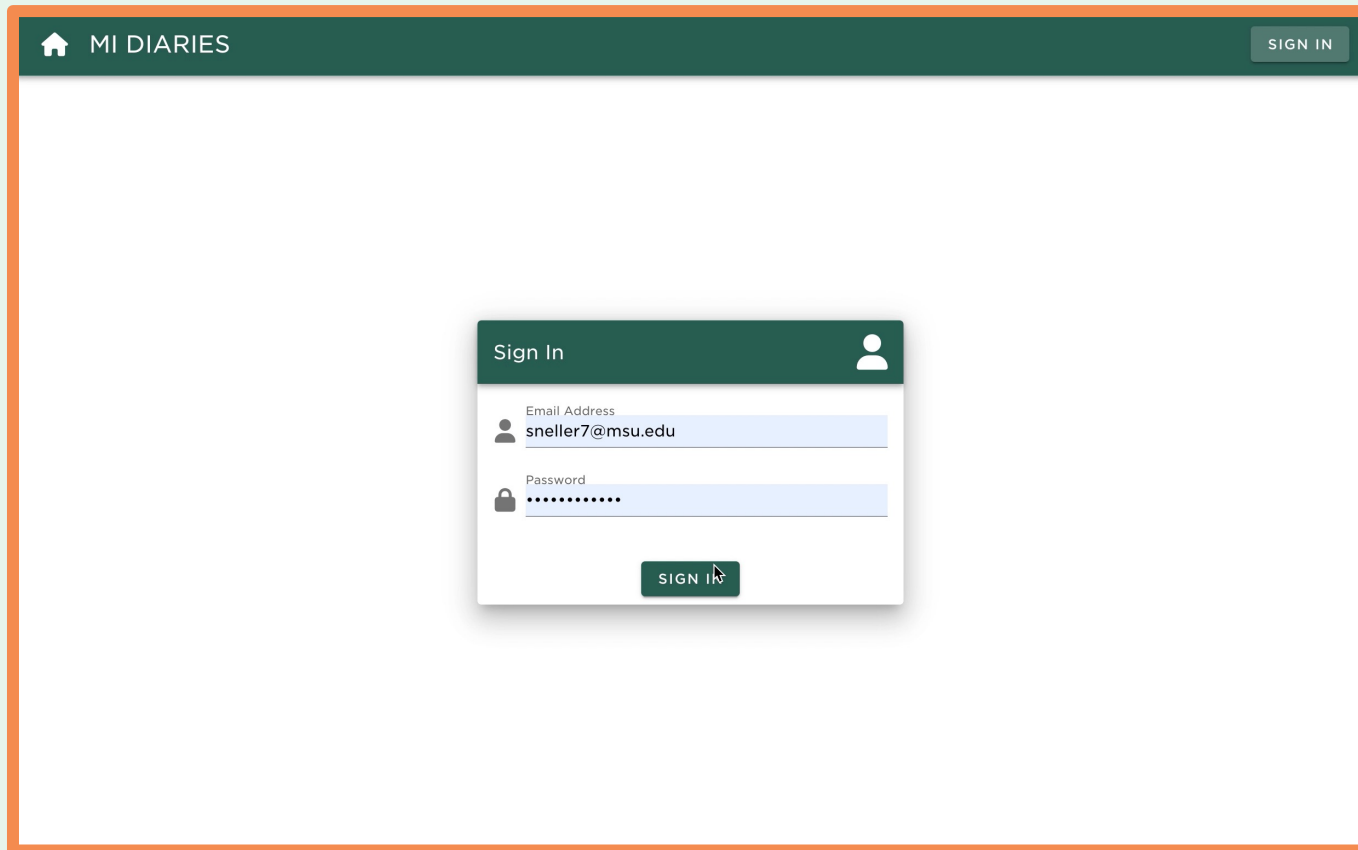 MI DIARIES
SIGN IN
Sign In
Email Address
sneller7@msu.edu
Password
••••••••••••
SIGN IN